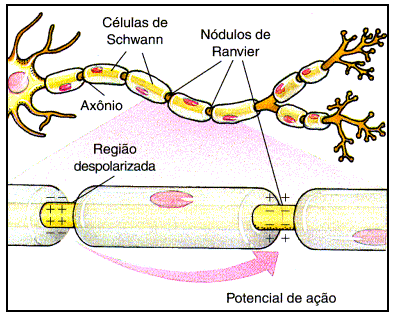 Células de
Schwann
Nódulos de
Ranvier
Axônio
Região
despolarizada
Potencial de ação